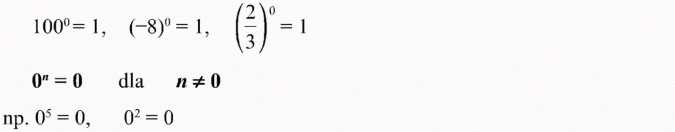 100⁰ = 1, (−8)⁰ = 1, (2/3)⁰ = 1
0ⁿ = 0 dla n ≠ 0
np. 0⁵ = 0, 0² = 0